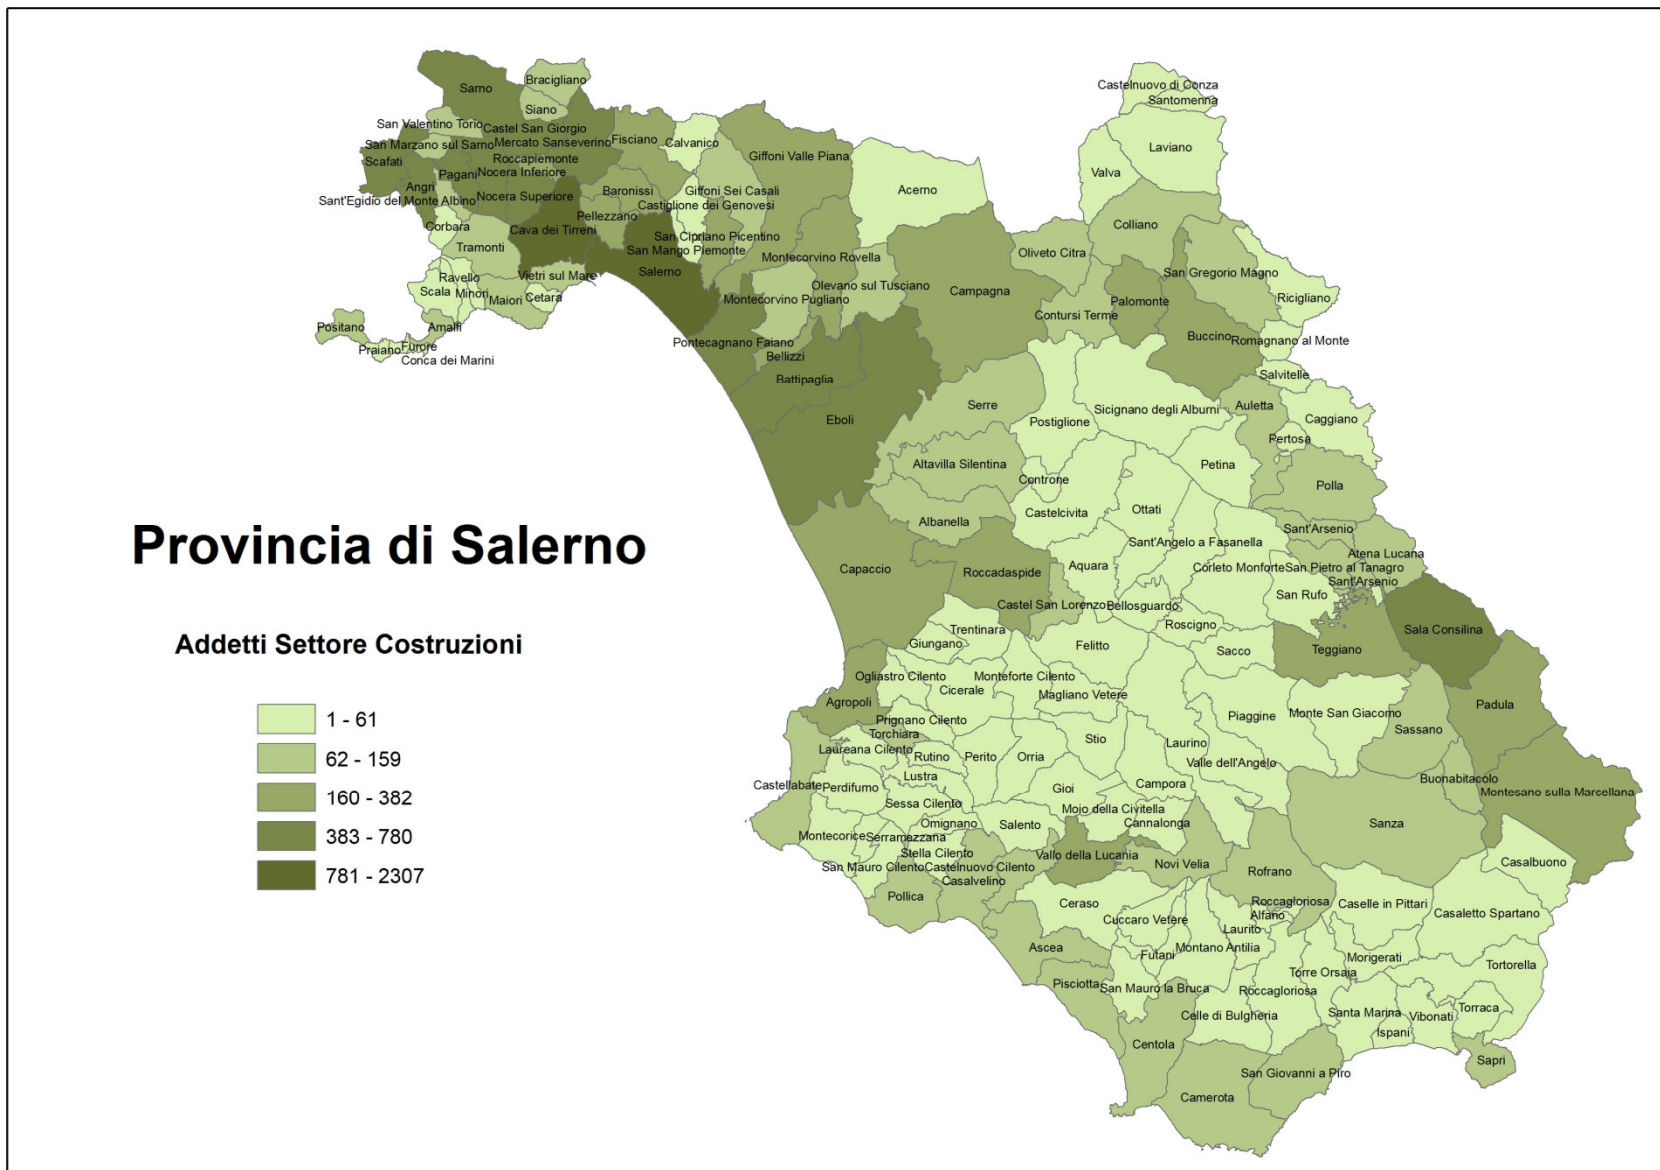 Castelnuovo di Conza
Santomenna
Bracigliano
Sarno
Siano
San Valentino Torio
Castel San Giorgio
Mercato Sanseverino
Fisciano
Calvanico
San Marzano sul Sarno
Laviano
Giffoni Valle Piana
Scafati
Roccapiemonte
Pagani
Nocera Inferiore
Valva
Angri
Baronissi
Giffoni Sei Casali
Acerno
Sant'Egidio del Monte Albino
Nocera Superiore
Castiglione dei Genovesi
Pellezzano
Corbara
Cava dei Tirreni
San Cipriano Picentino
Colliano
Tramonti
San Mango Piemonte
Oliveto Citra
Montecorvino Rovella
Vietri sul Mare
Salerno
San Gregorio Magno
Ravello
Scala
Minori
Maiori
Cetara
Olevano sul Tusciano
Campagna
Montecorvino Pugliano
Palomonte
Ricigliano
Contursi Terme
Positano
Amalfi
Praiano
Furore
Conca dei Marini
Pontecagnano Faiano
Buccino
Romagnano al Monte
Bellizzi
Battipaglia
Salvitelle
Serre
Sicignano degli Alburni
Auletta
Eboli
Postiglione
Caggiano
Pertosa
Altavilla Silentina
Petina
Controne
Polla
Castelcivita
Ottati
Albanella
Sant'Arsenio
Provincia di Salerno
Sant'Angelo a Fasanella
Atena Lucana
Capaccio
Roccadaspide
Aquara
Corleto Monforte
San Pietro al Tanagro
Sant'Arsenio
San Rufo
Castel San Lorenzo
Bellosguardo
Roscigno
Trentinara
Sala Consilina
Addetti Settore Costruzioni
Giungano
Felitto
Sacco
Teggiano
Ogliastro Cilento
Monteforte Cilento
Cicerale
Magliano Vetere
Agropoli
Padula
1 - 61
Prignano Cilento
Piaggine
Monte San Giacomo
Torchiara
Sassano
Stio
Laureana Cilento
Rutino
Perito
Orria
Laurino
62 - 159
Valle dell'Angelo
Lustra
Buonabitacolo
Castellabate
Perdifumo
Gioi
Campora
Montesano sulla Marcellana
160 - 382
Sessa Cilento
Moio della Civitella
Omignano
Salento
Cannalonga
Sanza
383 - 780
Montecorice
Serramezzana
Stella Cilento
Vallo della Lucania
Casalbuono
San Mauro Cilento
Castelnuovo Cilento
Novi Velia
Rofrano
781 - 2307
Casalvelino
Pollica
Ceraso
Roccagloriosa
Caselle in Pittari
Alfano
Casaletto Spartano
Cuccaro Vetere
Laurito
Ascea
Montano Antilia
Futani
Morigerati
Tortorella
Torre Orsaia
Pisciotta
San Mauro la Bruca
Roccagloriosa
Torraca
Celle di Bulgheria
Santa Marina
Vibonati
Ispani
Centola
Sapri
San Giovanni a Piro
Camerota